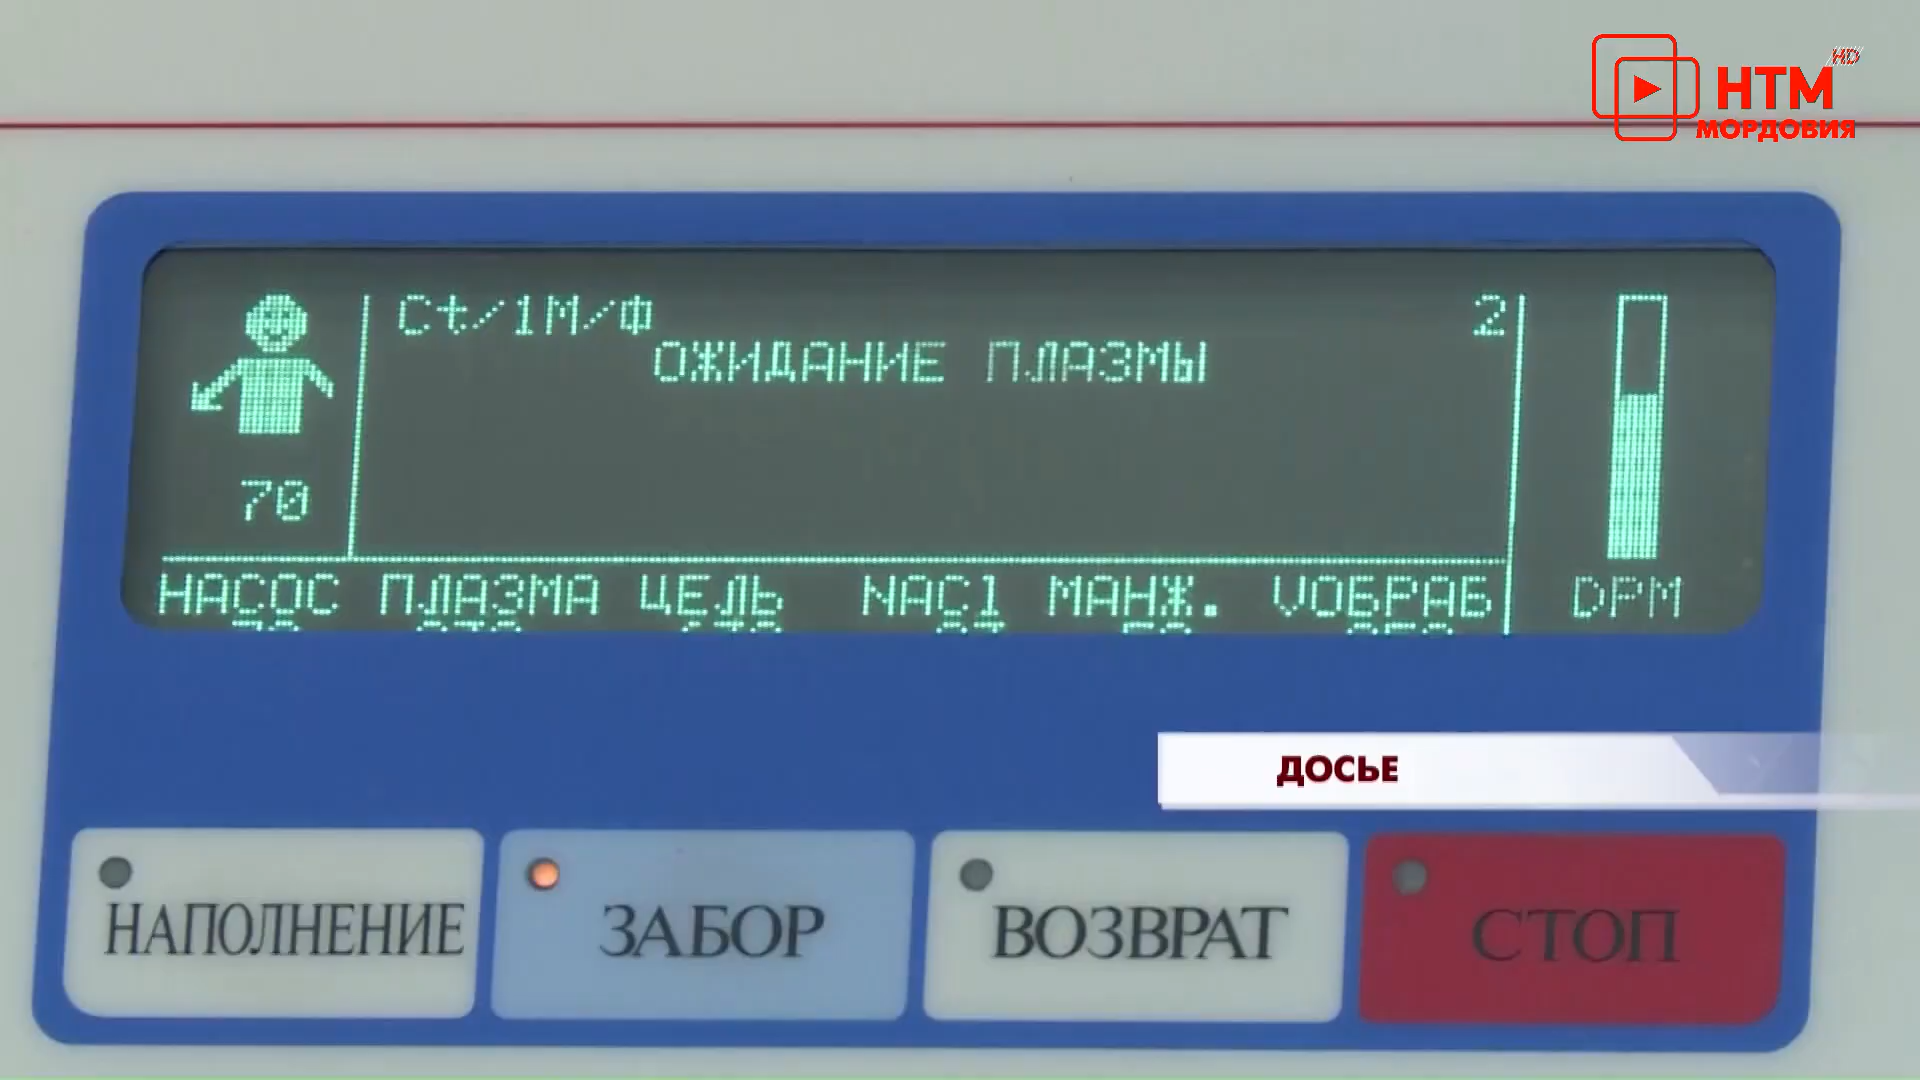 HD
НТМ
МОРДОВИЯ
Ct/1М/Ф 2
ОЖИДАНИЕ ПЛАЗМЫ
70
НАСОС ПЛАЗМА ЦЕЛЬ NAC1 МАНЖ. VОБРАБ DPM
ДОСЬЕ
НАПОЛНЕНИЕ ЗАБОР ВОЗВРАТ СТОП